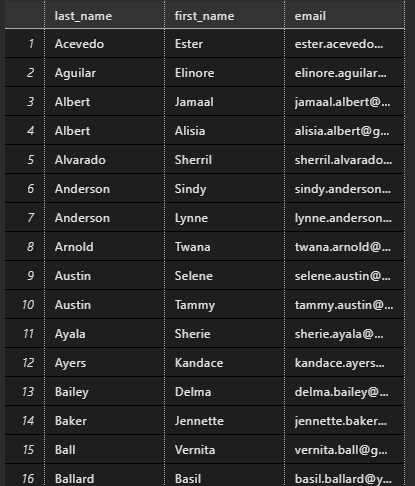 last_name first_name email
1 Acevedo Ester ester.acevedo...
2 Aguilar Elinore elinore.aguilar...
3 Albert Jamaal jamaal.albert@...
4 Albert Alisia alisia.albert@g...
5 Alvarado Sherril sherril.alvarado...
6 Anderson Sindy sindy.anderson...
7 Anderson Lynne lynne.anderson...
8 Arnold Twana twana.arnold@...
9 Austin Selene selene.austin@...
10 Austin Tammy tammy.austin@...
11 Ayala Sherie sherie.ayala@...
12 Ayers Kandace kandace.ayers...
13 Bailey Delma delma.bailey@...
14 Baker Jennette jennette.baker...
15 Ball Vernita vernita.ball@g...
16 Ballard Basil basil.ballard@y...